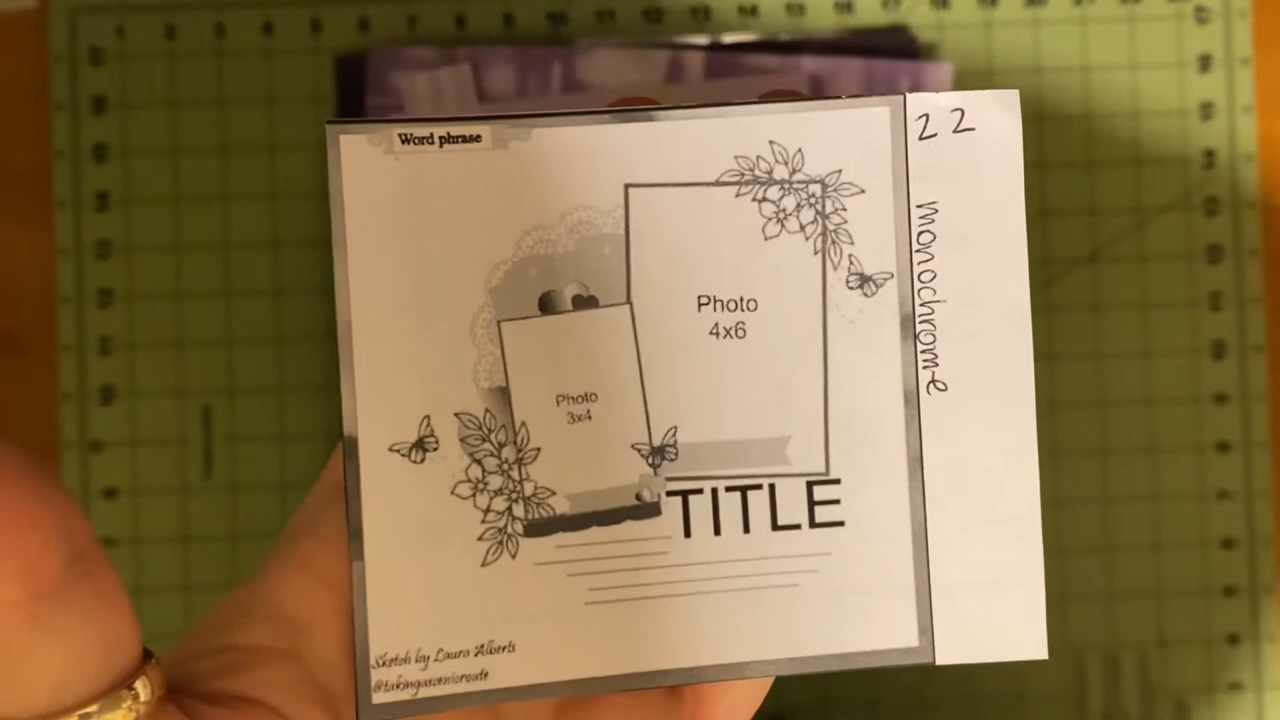 Word phrase
Photo
4x6
Photo
3x4
TITLE
Sketch by Laura Alberts
@takingascenicroute
22
monochrome